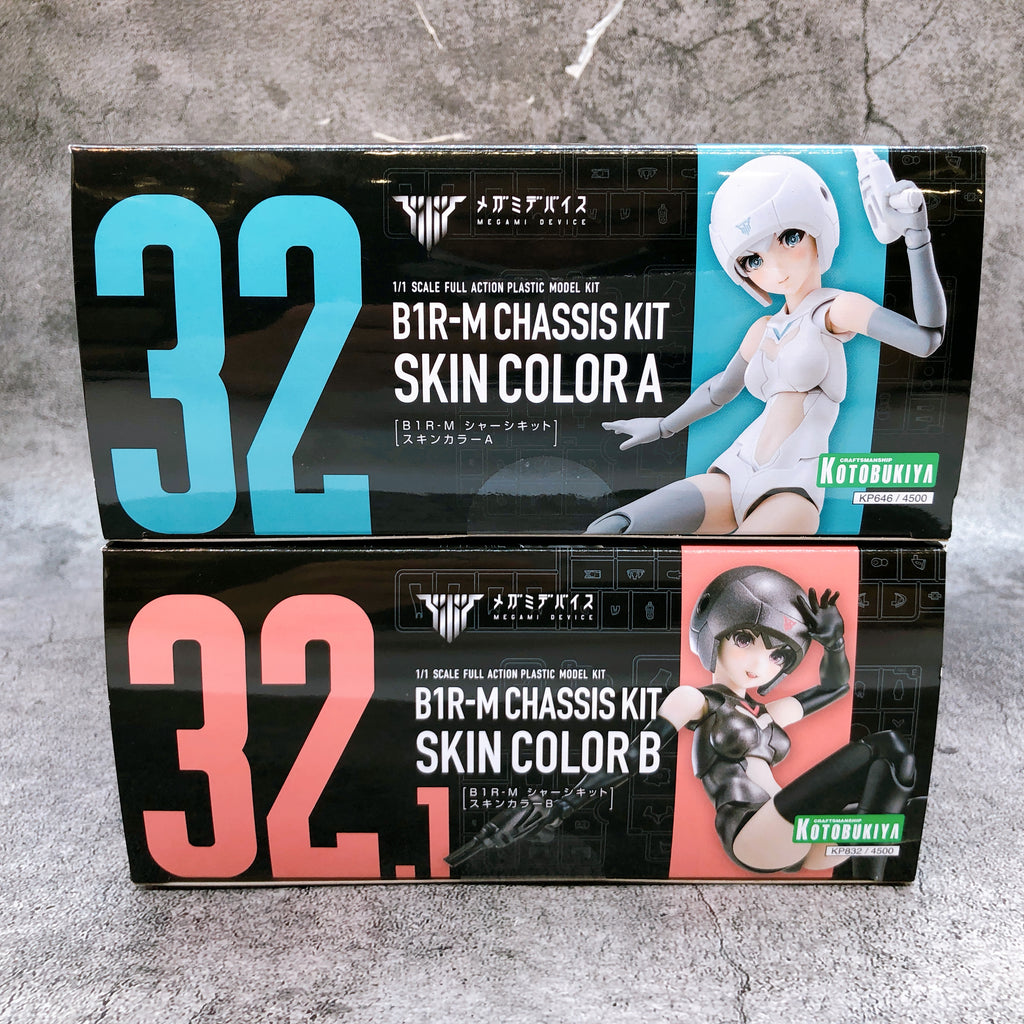 32
メガミデバイス
MEGAMI DEVICE
1/1 SCALE FULL ACTION PLASTIC MODEL KIT
B1R-M CHASSIS KIT
SKIN COLOR A
[B1R-M シャーシキット
スキンカラーA]
CRAFTSMANSHIP
KOTOBUKIYA
KP646 / 4500
32.1
メガミデバイス
MEGAMI DEVICE
1/1 SCALE FULL ACTION PLASTIC MODEL KIT
B1R-M CHASSIS KIT
SKIN COLOR B
[B1R-M シャーシキット
スキンカラーB]
CRAFTSMANSHIP
KOTOBUKIYA
KP832 / 4500